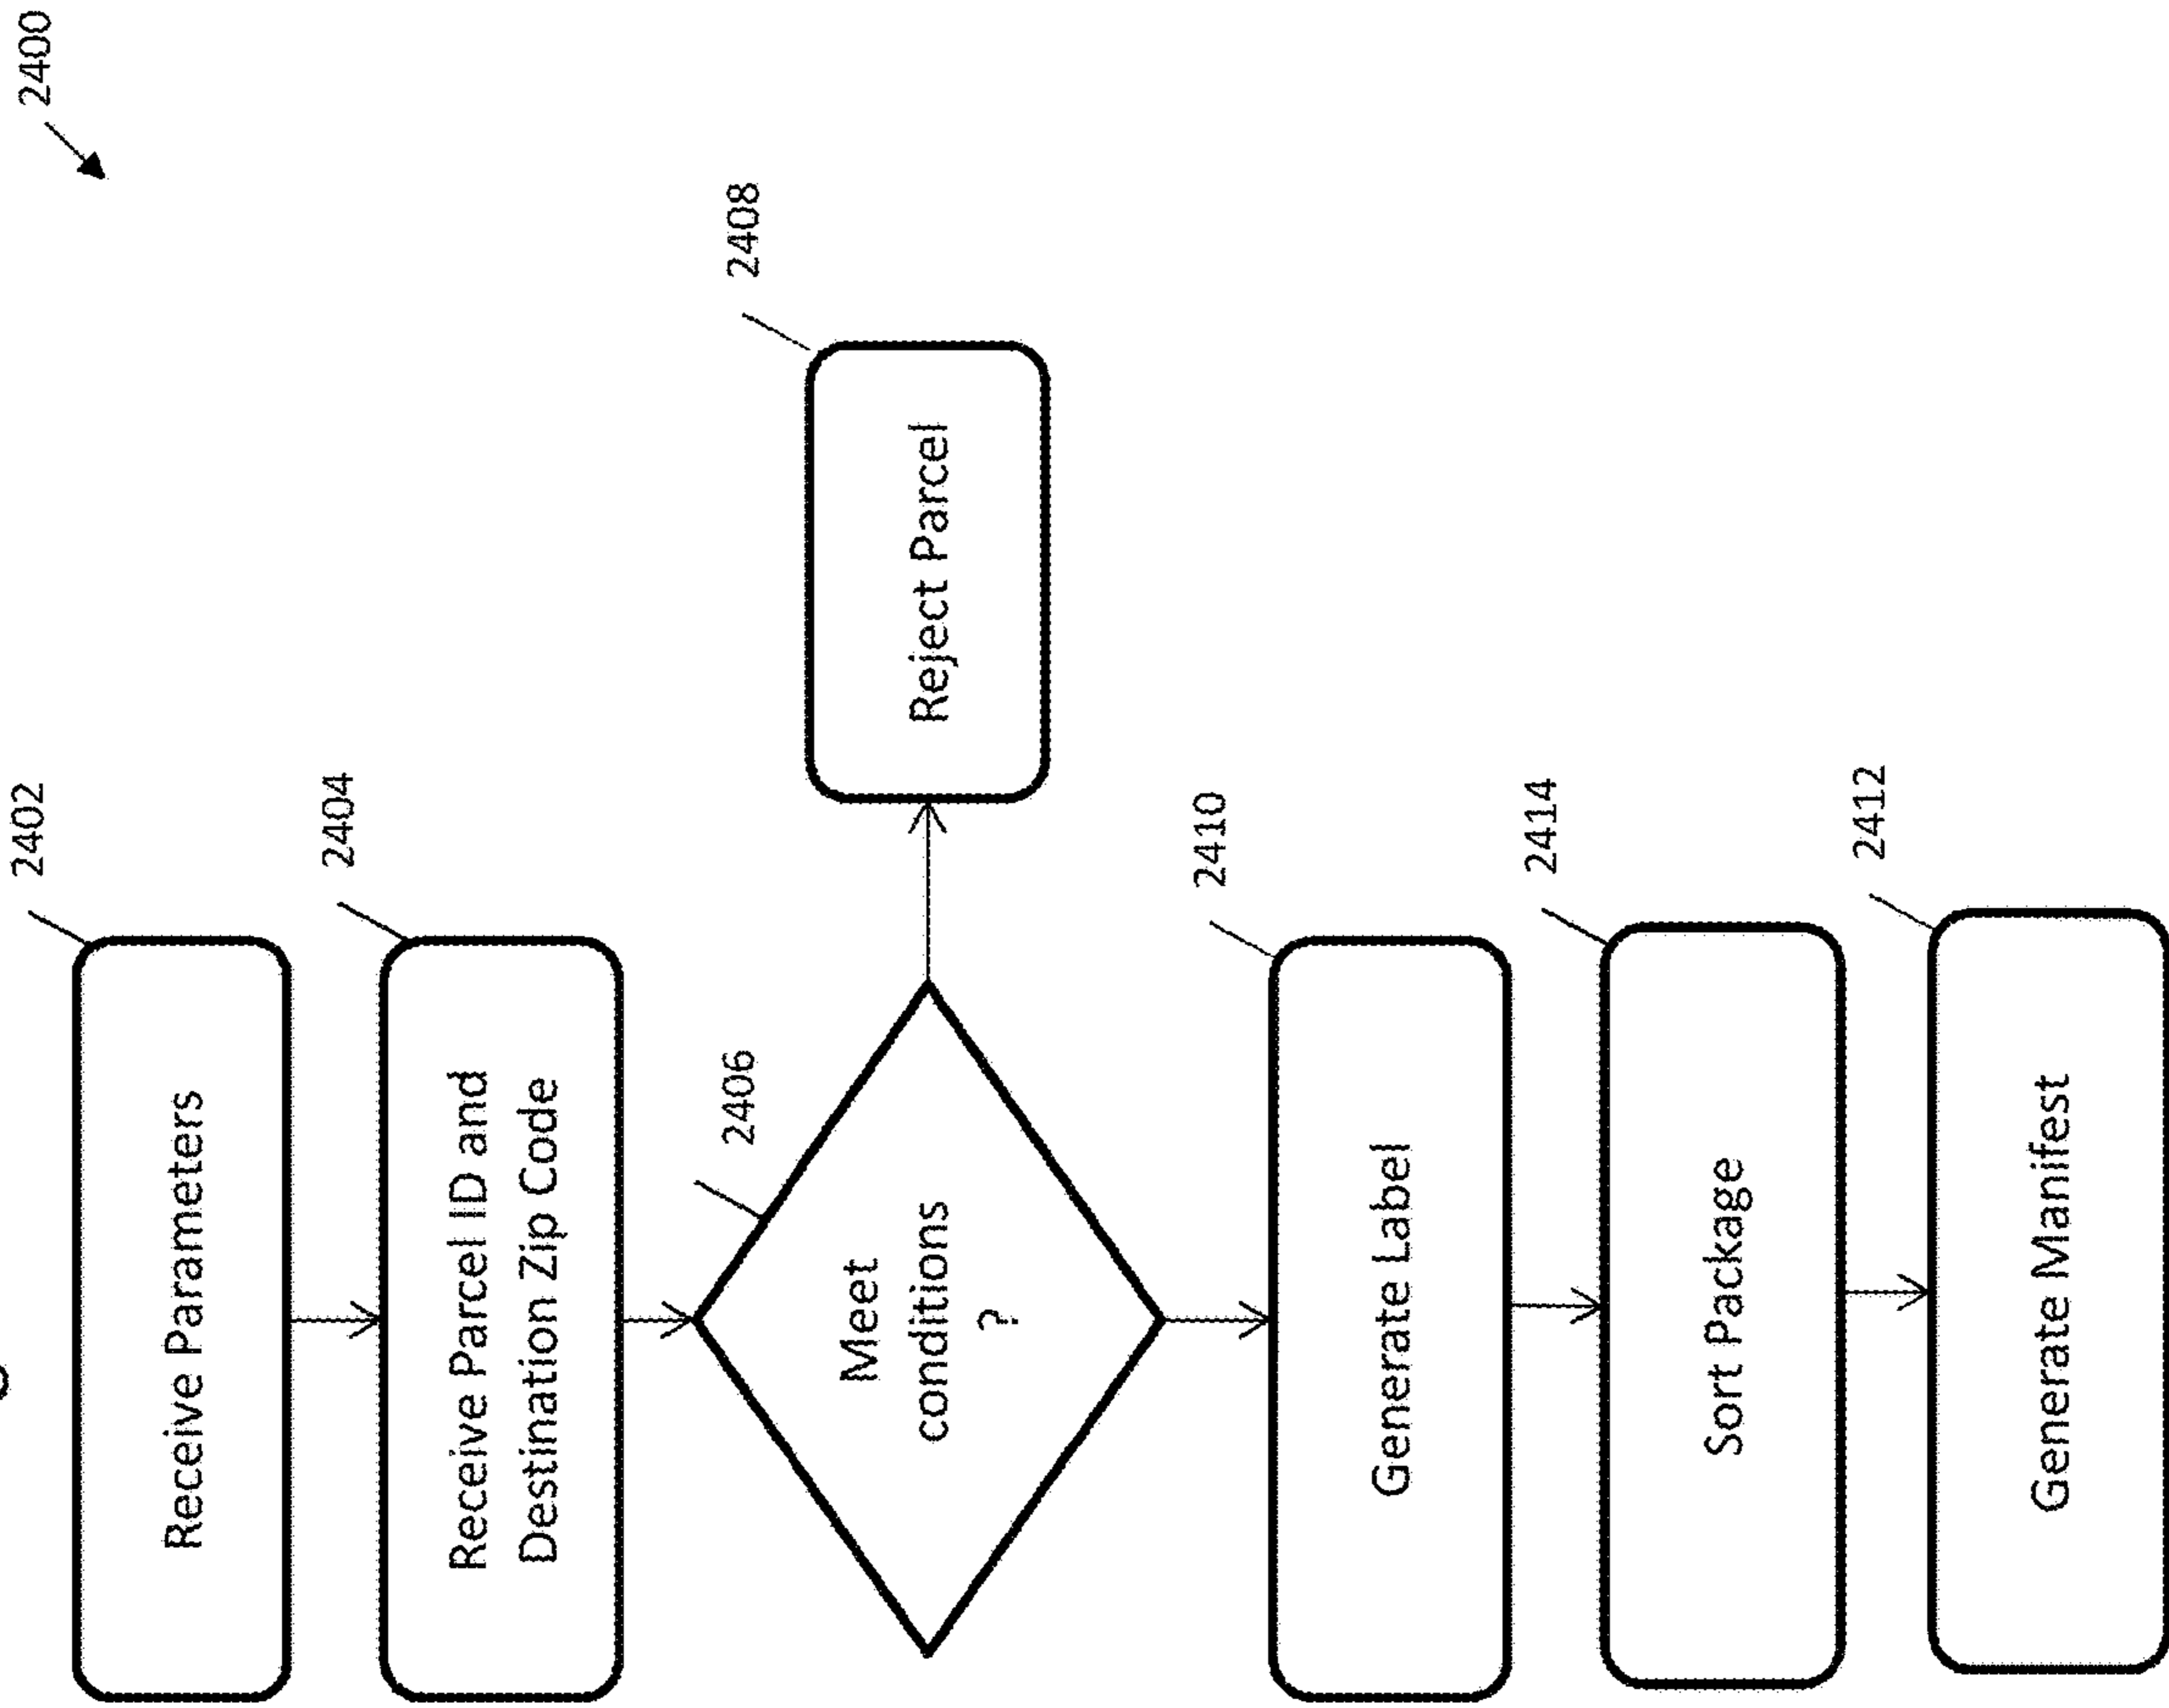 2400
2402
Receive Parameters
2404
Receive Parcel ID and
Destination Zip Code
2406
Meet
conditions
?
2408
Reject Parcel
2410
Generate Label
2414
Sort Package
2412
Generate Manifest